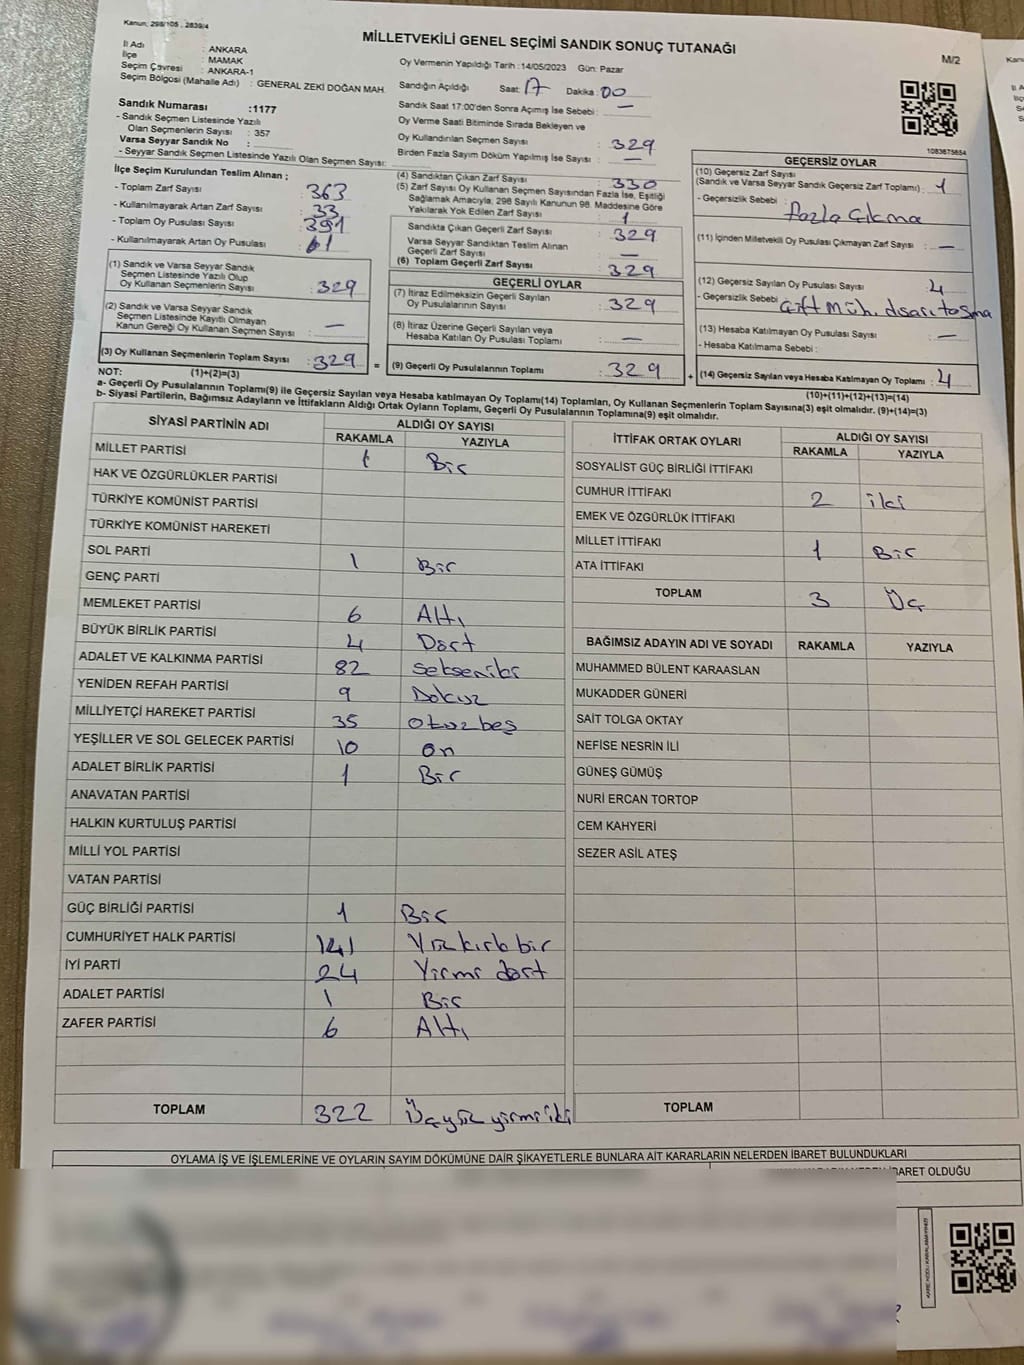 Kanun: 298/105 , 2839/4
MİLLETVEKİLİ GENEL SEÇİMİ SANDIK SONUÇ TUTANAĞI
M/2
İl Adı : ANKARA
İlçe : MAMAK
Seçim Çevresi : ANKARA-1
Seçim Bölgesi (Mahalle Adı) : GENERAL ZEKİ DOĞAN MAH.
Sandık Numarası :1177
- Sandık Seçmen Listesinde Yazılı
Olan Seçmenlerin Sayısı : 357
Varsa Seyyar Sandık No :
- Seyyar Sandık Seçmen Listesinde Yazılı Olan Seçmen Sayısı:
İlçe Seçim Kurulundan Teslim Alınan ;
- Toplam Zarf Sayısı : 363
- Kullanılmayarak Artan Zarf Sayısı : 33
- Toplam Oy Pusulası Sayısı : 391
- Kullanılmayarak Artan Oy Pusulası : 61
(1) Sandık ve Varsa Seyyar Sandık
Seçmen Listesinde Yazılı Olup
Oy Kullanan Seçmenlerin Sayısı : 329
(2) Sandık ve Varsa Seyyar Sandık
Seçmen Listesinde Kayıtlı Olmayan
Kanun Gereği Oy Kullanan Seçmen Sayısı : —
(3) Oy Kullanan Seçmenlerin Toplam Sayısı : 329 =
Oy Vermenin Yapıldığı Tarih :14/05/2023 Gün: Pazar
Sandığın Açıldığı Saat: 17 Dakika: 00
Sandık Saat 17:00'den Sonra Açımış İse Sebebi : —
Oy Verme Saati Bitiminde Sırada Bekleyen ve
Oy Kullandırılan Seçmen Sayısı : 329
Birden Fazla Sayım Döküm Yapılmış İse Sayısı : —
(4) Sandıktan Çıkan Zarf Sayısı : 330
(5) Zarf Sayısı Oy Kullanan Seçmen Sayısından Fazla İse, Eşitliği
Sağlamak Amacıyla, 298 Sayılı Kanunun 98. Maddesine Göre
Yakılarak Yok Edilen Zarf Sayısı : 1
Sandıkta Çıkan Geçerli Zarf Sayısı : 329
Varsa Seyyar Sandıktan Teslim Alınan
Geçerli Zarf Sayısı : —
(6) Toplam Geçerli Zarf Sayısı : 329
GEÇERLİ OYLAR
(7) İtiraz Edilmeksizin Geçerli Sayılan
Oy Pusulalarının Sayısı : 329
(8) İtiraz Üzerine Geçerli Sayılan veya
Hesaba Katılan Oy Pusulası Toplamı : —
(9) Geçerli Oy Pusulalarının Toplamı : 329 +
1083675654
GEÇERSİZ OYLAR
(10) Geçersiz Zarf Sayısı
(Sandık ve Varsa Seyyar Sandık Geçersiz Zarf Toplamı) : 1
- Geçersizlik Sebebi : fazla çıkma
(11) İçinden Milletvekili Oy Pusulası Çıkmayan Zarf Sayısı : —
(12) Geçersiz Sayılan Oy Pusulası Sayısı : 4
- Geçersizlik Sebebi : Çift müh. dışarı taşma
(13) Hesaba Katılmayan Oy Pusulası Sayısı : —
- Hesaba Katılmama Sebebi :
(14) Geçersiz Sayılan veya Hesaba Katılmayan Oy Toplamı : 4
NOT: (1)+(2)=(3) (10)+(11)+(12)+(13)=(14)
a- Geçerli Oy Pusulalarının Toplamı(9) ile Geçersiz Sayılan veya Hesaba katılmayan Oy Toplamı(14) Toplamları, Oy Kullanan Seçmenlerin Toplam Sayısına(3) eşit olmalıdır. (9)+(14)=(3)
b- Siyasi Partilerin, Bağımsız Adayların ve İttifakların Aldığı Ortak Oyların Toplamı, Geçerli Oy Pusulalarının Toplamına(9) eşit olmalıdır.
SİYASİ PARTİNİN ADI ALDIĞI OY SAYISI
RAKAMLA YAZIYLA
MİLLET PARTİSİ 1 Bir
HAK VE ÖZGÜRLÜKLER PARTİSİ
TÜRKİYE KOMÜNİST PARTİSİ
TÜRKİYE KOMÜNİST HAREKETİ
SOL PARTİ 1 Bir
GENÇ PARTİ
MEMLEKET PARTİSİ 6 Altı
BÜYÜK BİRLİK PARTİSİ 4 Dört
ADALET VE KALKINMA PARTİSİ 82 Sekseniki
YENİDEN REFAH PARTİSİ 9 Dokuz
MİLLİYETÇİ HAREKET PARTİSİ 35 Otuzbeş
YEŞİLLER VE SOL GELECEK PARTİSİ 10 On
ADALET BİRLİK PARTİSİ 1 Bir
ANAVATAN PARTİSİ
HALKIN KURTULUŞ PARTİSİ
MİLLİ YOL PARTİSİ
VATAN PARTİSİ
GÜÇ BİRLİĞİ PARTİSİ 1 Bir
CUMHURİYET HALK PARTİSİ 141 Yüzkırkbir
İYİ PARTİ 24 Yirmi dört
ADALET PARTİSİ 1 Bir
ZAFER PARTİSİ 6 Altı
TOPLAM 322 Üçyüzyirmiiki
İTTİFAK ORTAK OYLARI ALDIĞI OY SAYISI
RAKAMLA YAZIYLA
SOSYALİST GÜÇ BİRLİĞİ İTTİFAKI
CUMHUR İTTİFAKI 2 iki
EMEK VE ÖZGÜRLÜK İTTİFAKI
MİLLET İTTİFAKI 1 Bir
ATA İTTİFAKI
TOPLAM 3 Üç
BAĞIMSIZ ADAYIN ADI VE SOYADI RAKAMLA YAZIYLA
MUHAMMED BÜLENT KARAASLAN
MUKADDER GÜNERİ
SAİT TOLGA OKTAY
NEFİSE NESRİN İLİ
GÜNEŞ GÜMÜŞ
NURİ ERCAN TORTOP
CEM KAHYERİ
SEZER ASİL ATEŞ
TOPLAM
OYLAMA İŞ VE İŞLEMLERİNE VE OYLARIN SAYIM DÖKÜMÜNE DAİR ŞİKAYETLERLE BUNLARA AİT KARARLARIN NELERDEN İBARET BULUNDUKLARI
OLDUĞU